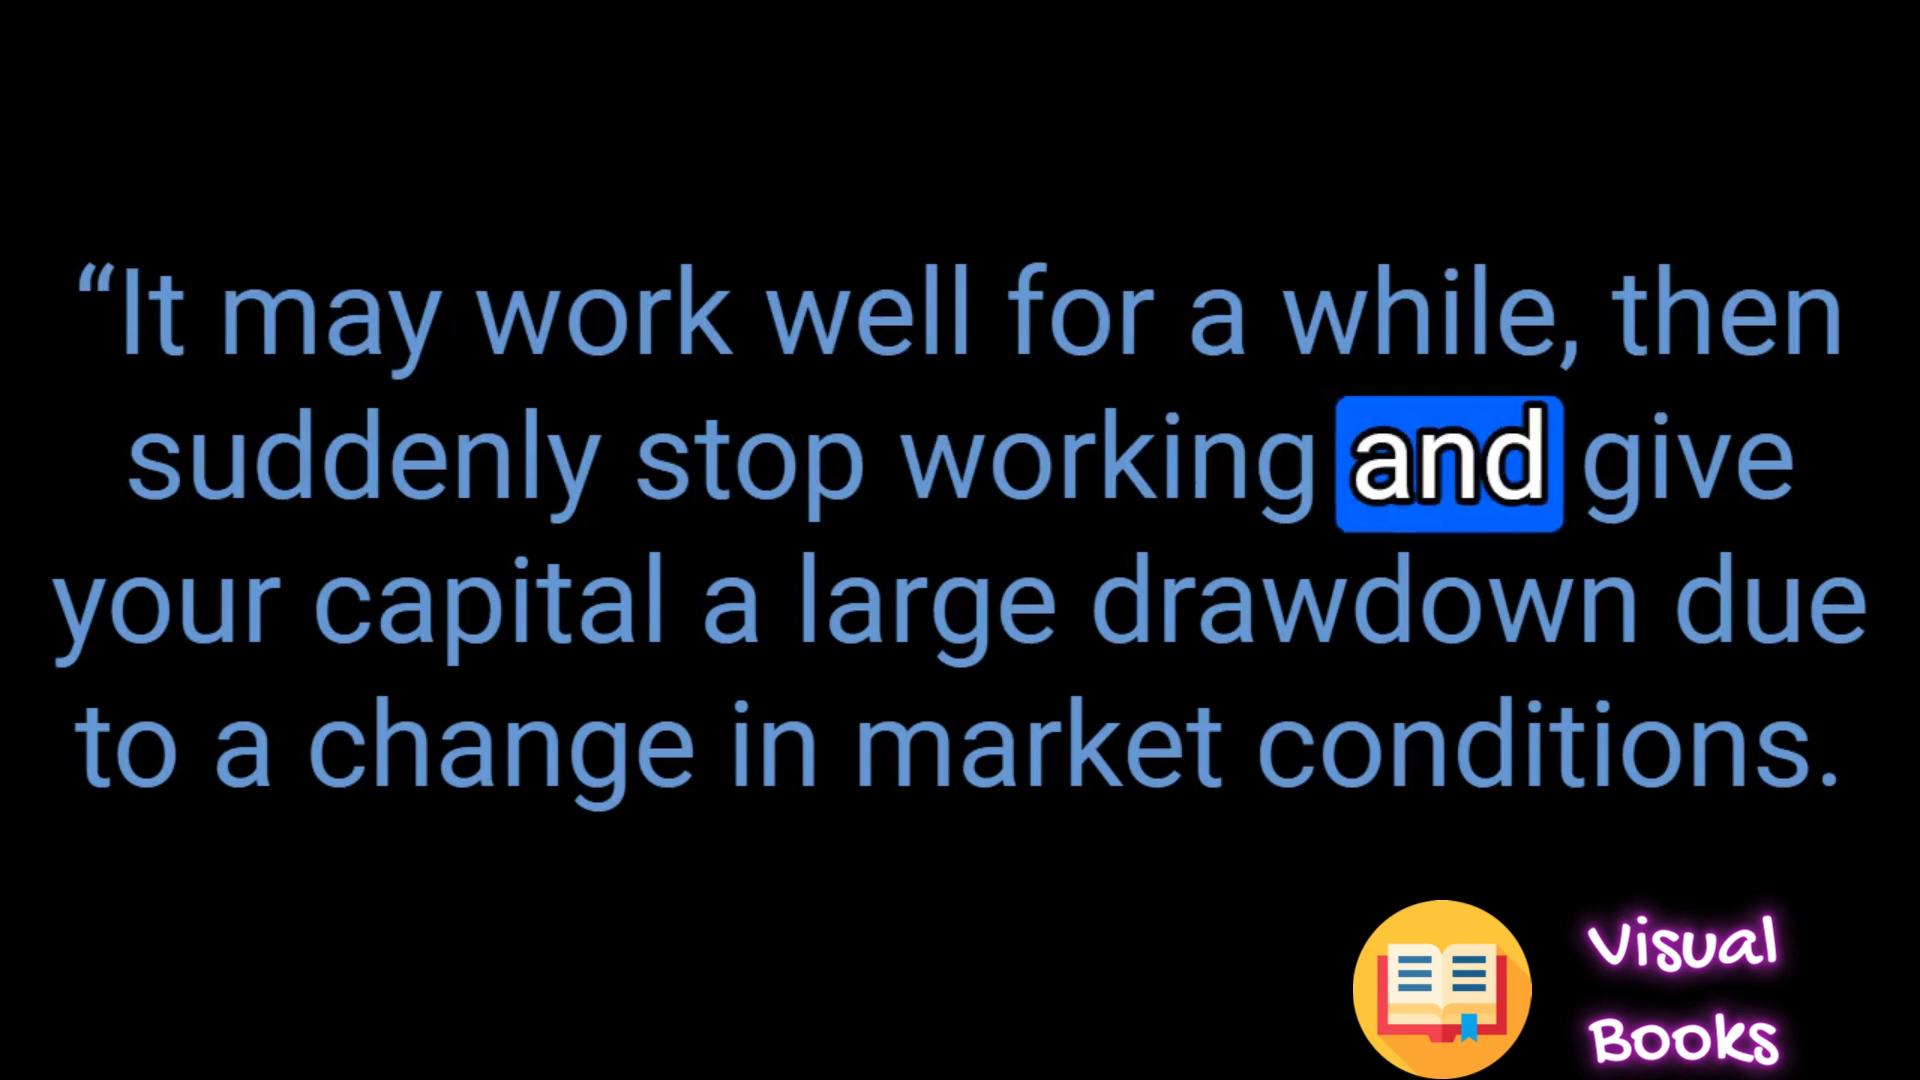 “It may work well for a while, then
suddenly stop working and give
your capital a large drawdown due
to a change in market conditions.
Visual
Books